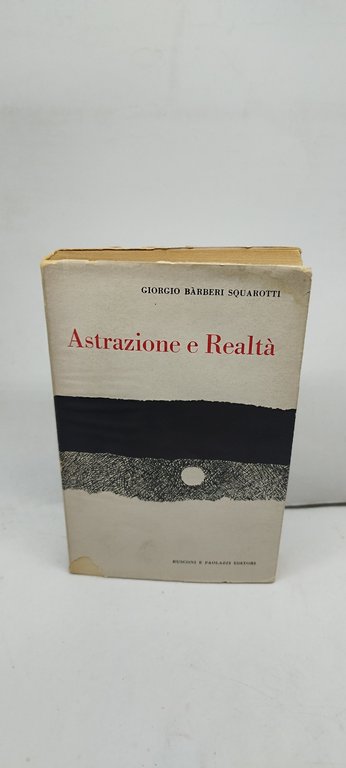 GIORGIO BÀRBERI SQUAROTTI
Astrazione e Realtà
RUSCONI E PAOLAZZI EDITORI